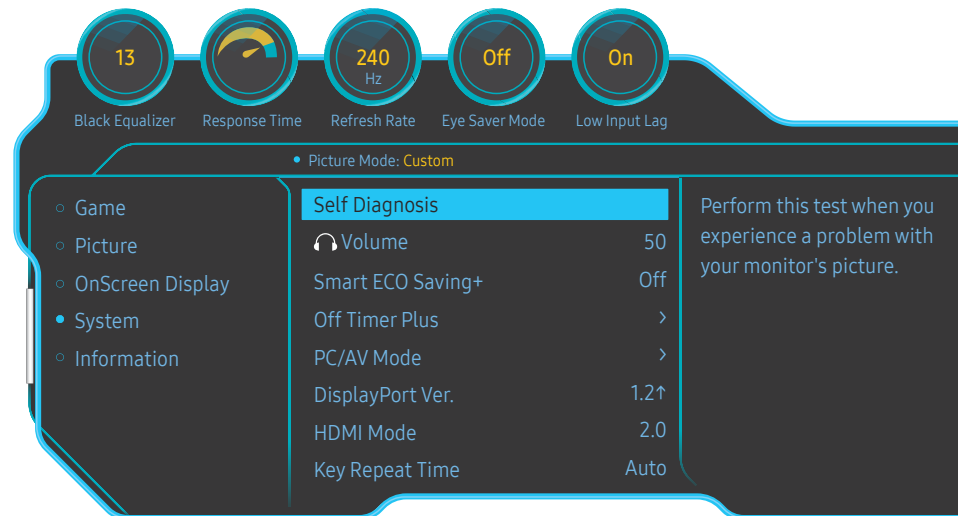 13
240
Hz
Off
On
Black Equalizer
Response Time
Refresh Rate
Eye Saver Mode
Low Input Lag
Picture Mode: Custom
Game
Picture
OnScreen Display
System
Information
Self Diagnosis
Volume 50
Smart ECO Saving+ Off
Off Timer Plus >
PC/AV Mode >
DisplayPort Ver. 1.2↑
HDMI Mode 2.0
Key Repeat Time Auto
Perform this test when you
experience a problem with
your monitor's picture.